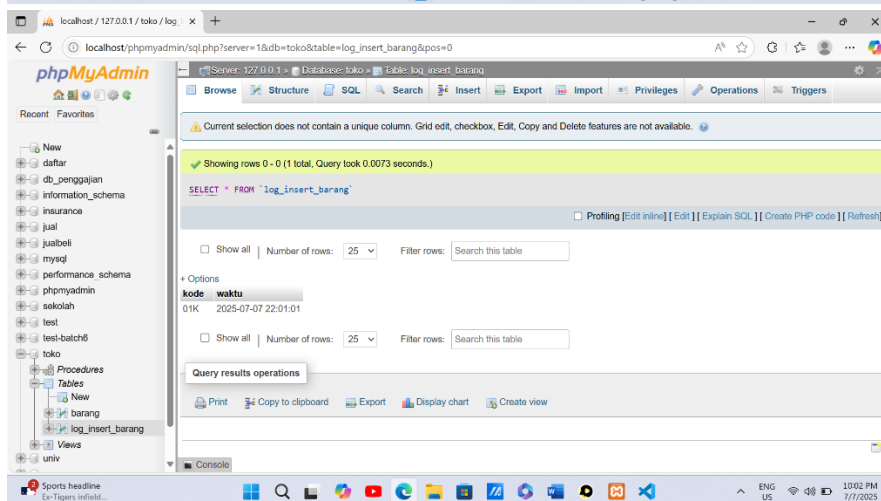 localhost / 127.0.0.1 / toko / log_i
localhost/phpmyadmin/sql.php?server=1&db=toko&table=log_insert_barang&pos=0
phpMyAdmin
Recent Favorites
New
daftar
db_penggajian
information_schema
insurance
jual
jualbeli
mysql
performance_schema
phpmyadmin
sekolah
test
test-batch6
toko
Procedures
Tables
New
barang
log_insert_barang
Views
univ
Server: 127.0.0.1 » Database: toko » Table: log_insert_barang
Browse Structure SQL Search Insert Export Import Privileges Operations Triggers
Current selection does not contain a unique column. Grid edit, checkbox, Edit, Copy and Delete features are not available.
Showing rows 0 - 0 (1 total, Query took 0.0073 seconds.)
SELECT * FROM `log_insert_barang`
Profiling [Edit inline] [ Edit ] [ Explain SQL ] [ Create PHP code ] [ Refresh]
Show all | Number of rows: 25 Filter rows: Search this table
+ Options
kode waktu
01K 2025-07-07 22:01:01
Show all | Number of rows: 25 Filter rows: Search this table
Query results operations
Print Copy to clipboard Export Display chart Create view
Console
2 Sports headline
Ex-Tigers infield...
ENG
US
10:02 PM
7/7/2025